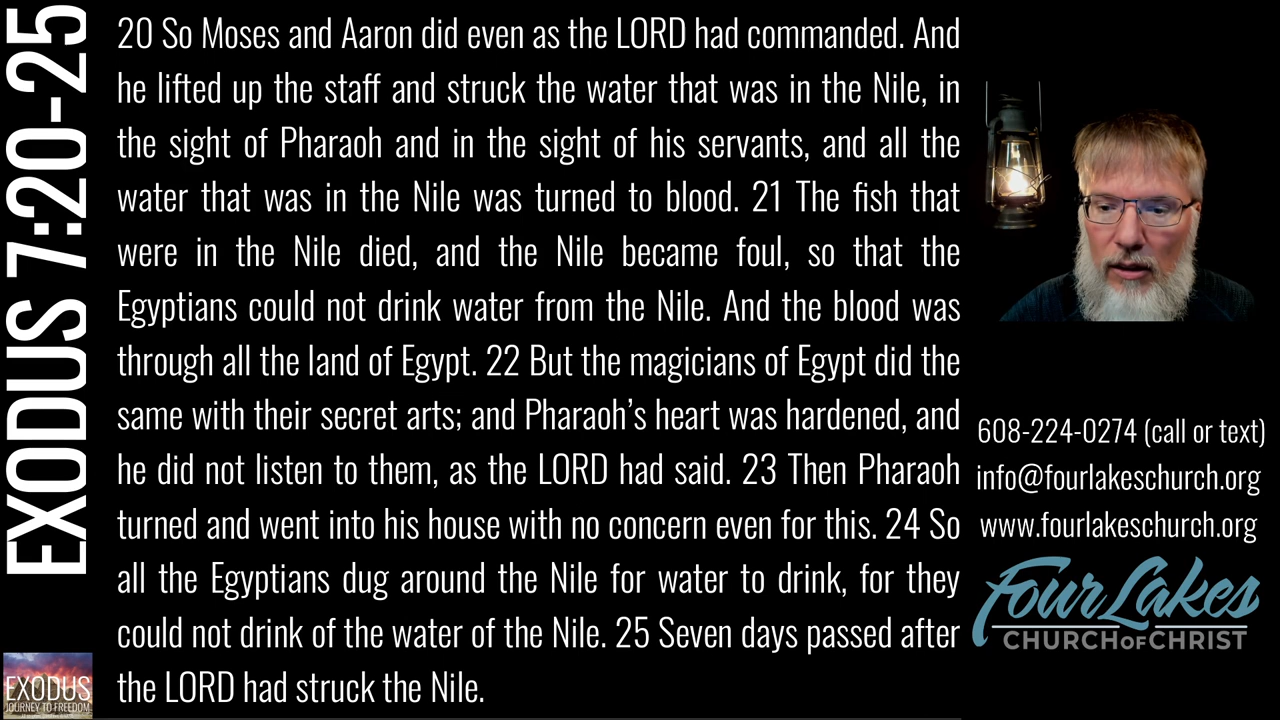 EXODUS 7:20-25
20 So Moses and Aaron did even as the LORD had commanded. And
he lifted up the staff and struck the water that was in the Nile, in
the sight of Pharaoh and in the sight of his servants, and all the
water that was in the Nile was turned to blood. 21 The fish that
were in the Nile died, and the Nile became foul, so that the
Egyptians could not drink water from the Nile. And the blood was
through all the land of Egypt. 22 But the magicians of Egypt did the
same with their secret arts; and Pharaoh’s heart was hardened, and
he did not listen to them, as the LORD had said. 23 Then Pharaoh
turned and went into his house with no concern even for this. 24 So
all the Egyptians dug around the Nile for water to drink, for they
could not drink of the water of the Nile. 25 Seven days passed after
the LORD had struck the Nile.
608-224-0274 (call or text)
info@fourlakeschurch.org
www.fourlakeschurch.org
Four Lakes
CHURCH OF CHRIST
EXODUS
JOURNEY TO FREEDOM